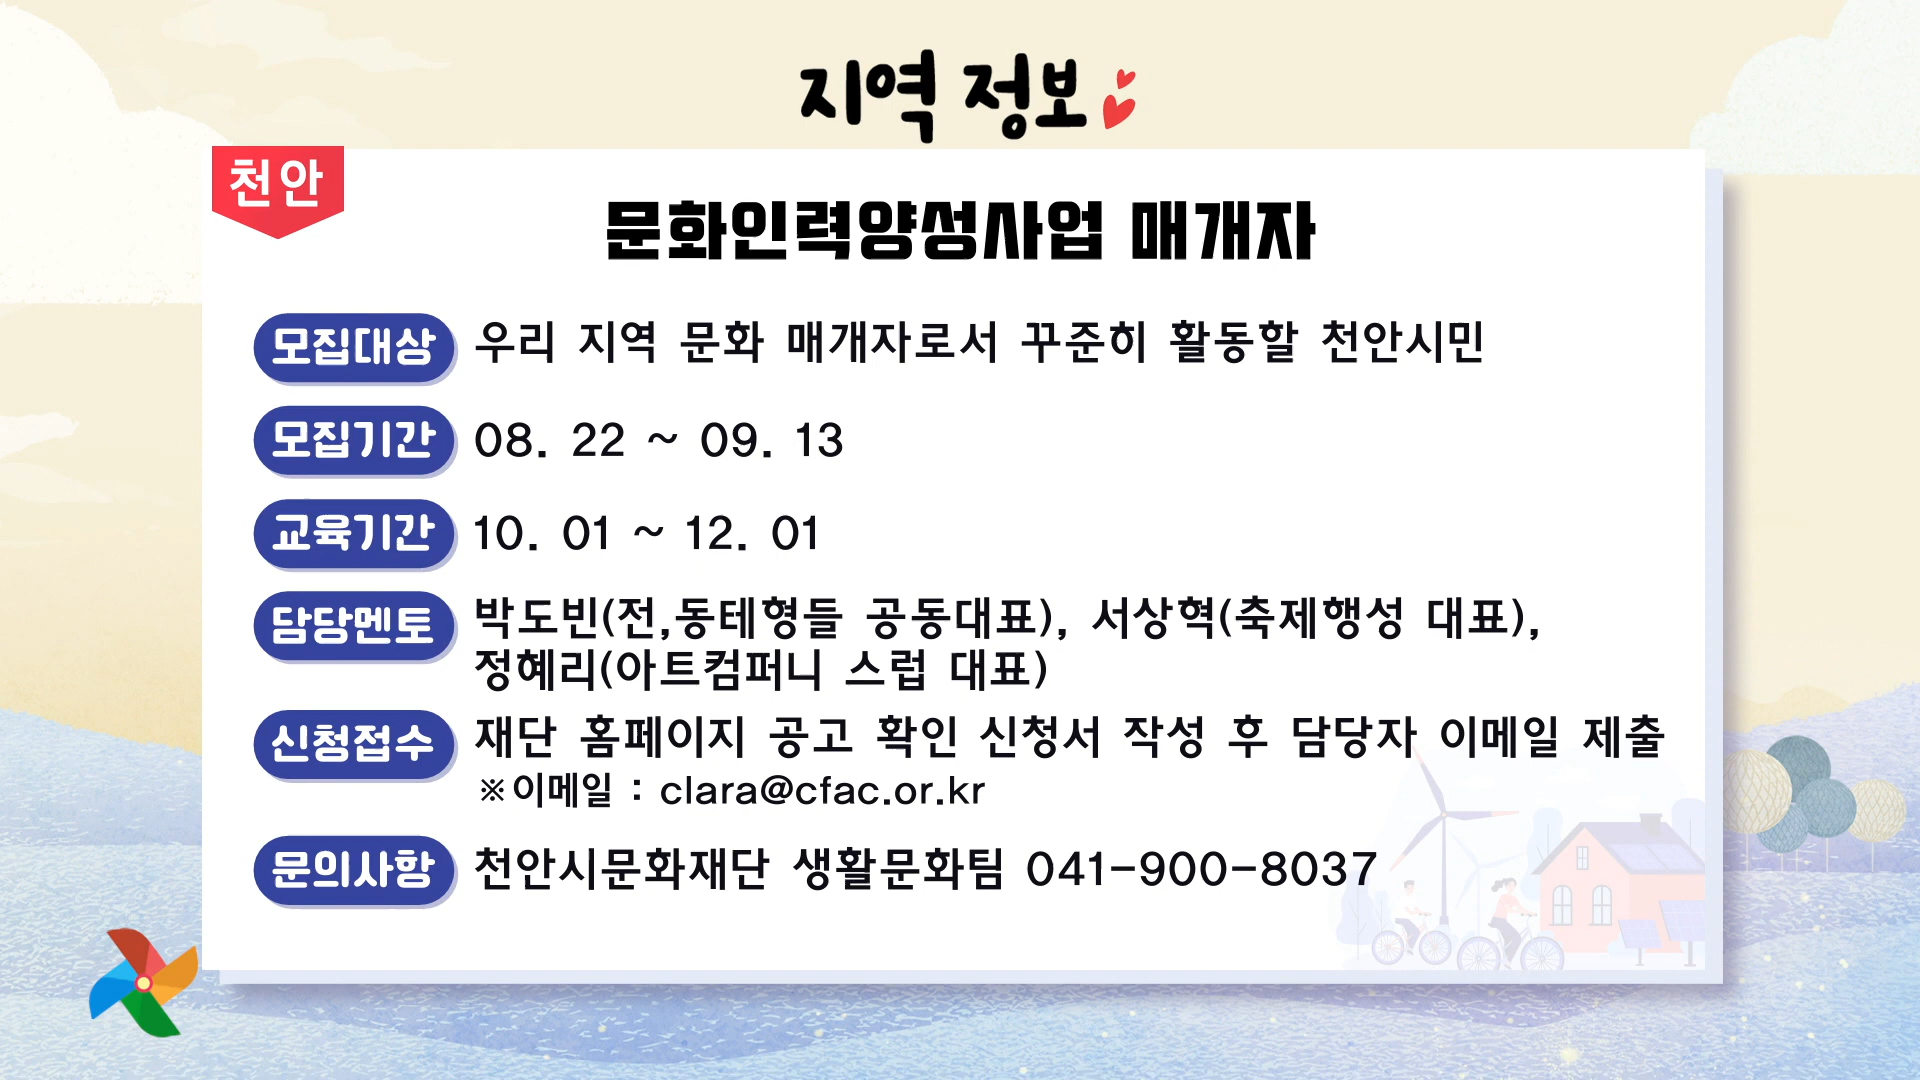 지역 정보
천안
문화인력양성사업 매개자
모집대상 우리 지역 문화 매개자로서 꾸준히 활동할 천안시민
모집기간 08. 22 ~ 09. 13
교육기간 10. 01 ~ 12. 01
담당멘토 박도빈(전,동테형들 공동대표), 서상혁(축제행성 대표),
정혜리(아트컴퍼니 스럽 대표)
신청접수 재단 홈페이지 공고 확인 신청서 작성 후 담당자 이메일 제출
※이메일 : clara@cfac.or.kr
문의사항 천안시문화재단 생활문화팀 041-900-8037